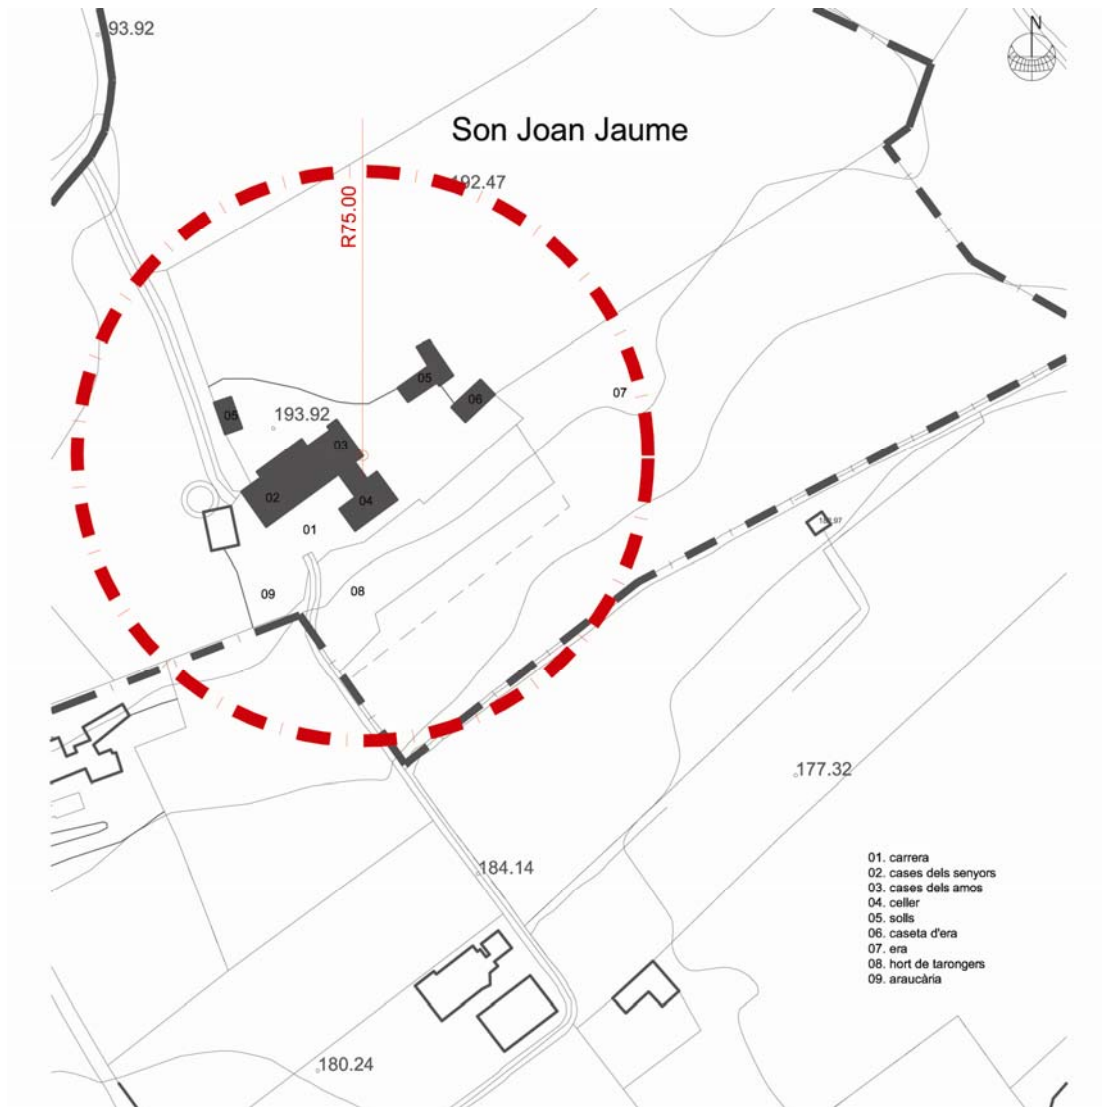 93.92
N
Son Joan Jaume
192.47
R75.00
05
06
07
05
193.92
03
02
04
01
09
08
177.32
184.14
01. carrera
02. cases dels senyors
03. cases dels amos
04. celler
05. solls
06. caseta d'era
07. era
08. hort de tarongers
09. araucària
180.24